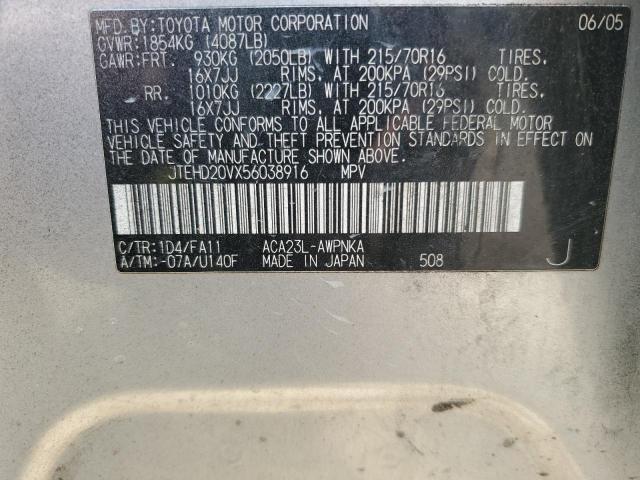 MFD. BY: TOYOTA MOTOR CORPORATION 06/05
GVWR: 1854KG (4087LB)
GAWR: FRT. 930KG (2050LB) WITH 215/70R16 TIRES.
16X7JJ RIMS. AT 200KPA (29PSI) COLD.
RR. 1010KG (2227LB) WITH 215/70R16 TIRES.
16X7JJ RIMS. AT 200KPA (29PSI) COLD.
THIS VEHICLE CONFORMS TO ALL APPLICABLE FEDERAL MOTOR
VEHICLE SAFETY AND THEFT PREVENTION STANDARDS IN EFFECT ON
THE DATE OF MANUFACTURE SHOWN ABOVE.
JTEHD20VX56038916 MPV
C/TR: 1D4/FA11 ACA23L-AWPNKA
A/TM: -07A/U140F MADE IN JAPAN 508 J